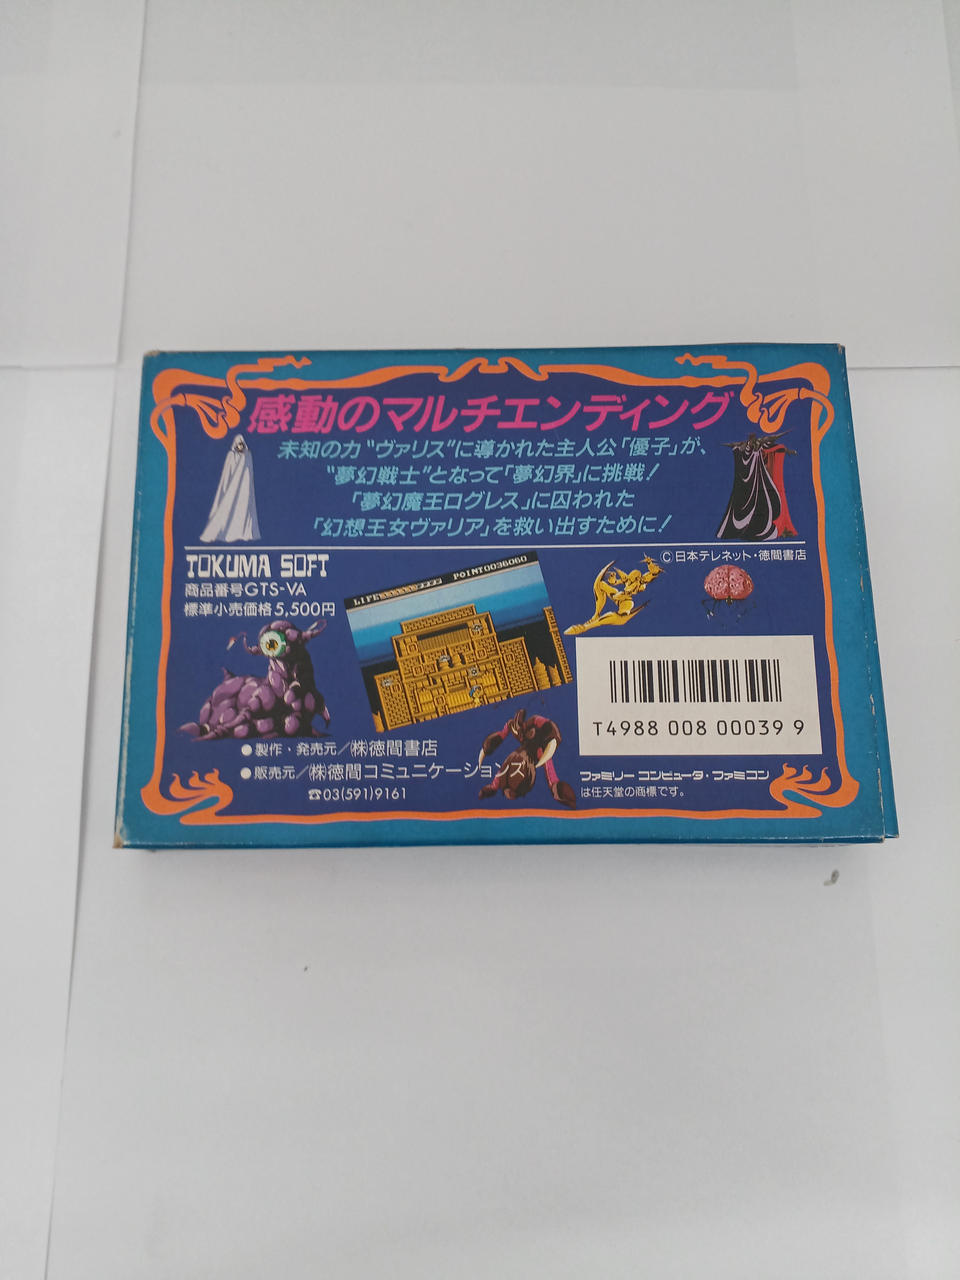 感動のマルチエンディング
未知の力“ヴァリス”に導かれた主人公「優子」が、
“夢幻戦士”となって「夢幻界」に挑戦！
「夢幻魔王ログレス」に囚われた
「幻想王女ヴァリア」を救い出すために！
TOKUMA SOFT
商品番号GTS-VA
標準小売価格5,500円
©日本テレネット・徳間書店
LIFE
POINT0036060
T4988 008 00039 9
●製作・発売元／㈱徳間書店
●販売元／㈱徳間コミュニケーションズ
☎03(591)9161
ファミリーコンピュータ・ファミコン
は任天堂の商標です。